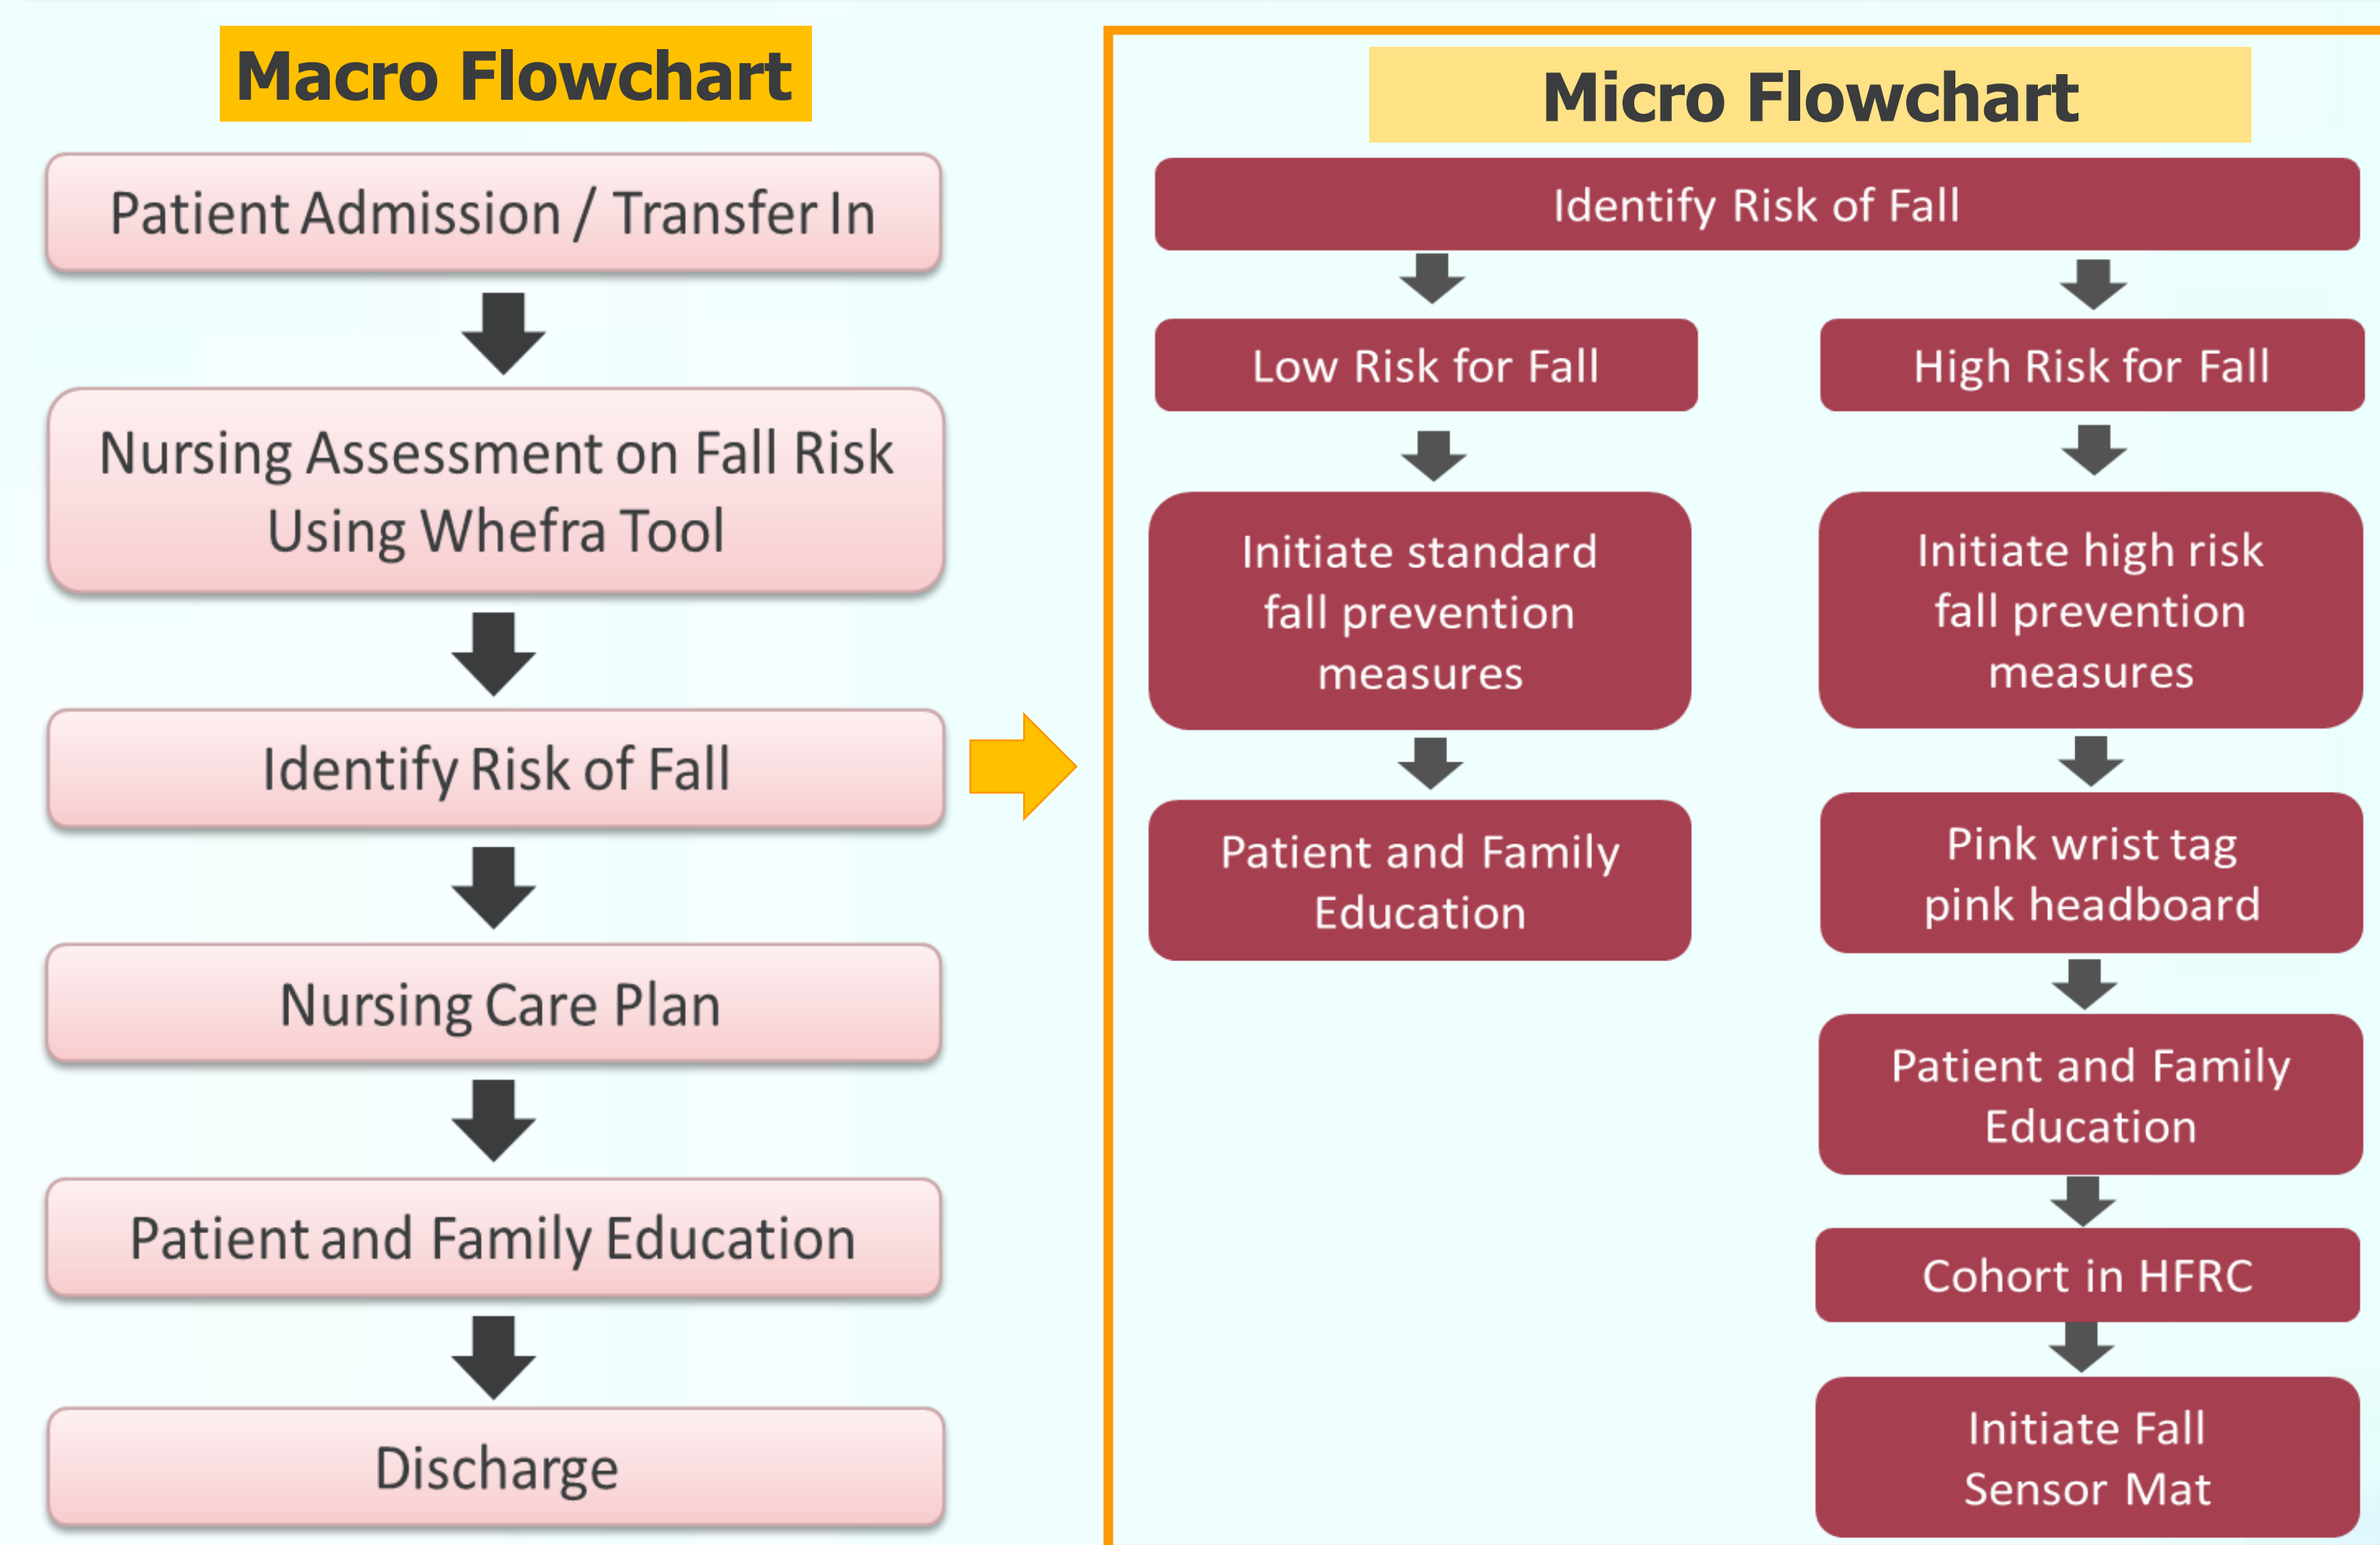 Macro Flowchart
Patient Admission / Transfer In
Nursing Assessment on Fall Risk
Using Whefra Tool
Identify Risk of Fall
Nursing Care Plan
Patient and Family Education
Discharge
Micro Flowchart
Identify Risk of Fall
Low Risk for Fall
Initiate standard
fall prevention
measures
Patient and Family
Education
High Risk for Fall
Initiate high risk
fall prevention
measures
Pink wrist tag
pink headboard
Patient and Family
Education
Cohort in HFRC
Initiate Fall
Sensor Mat